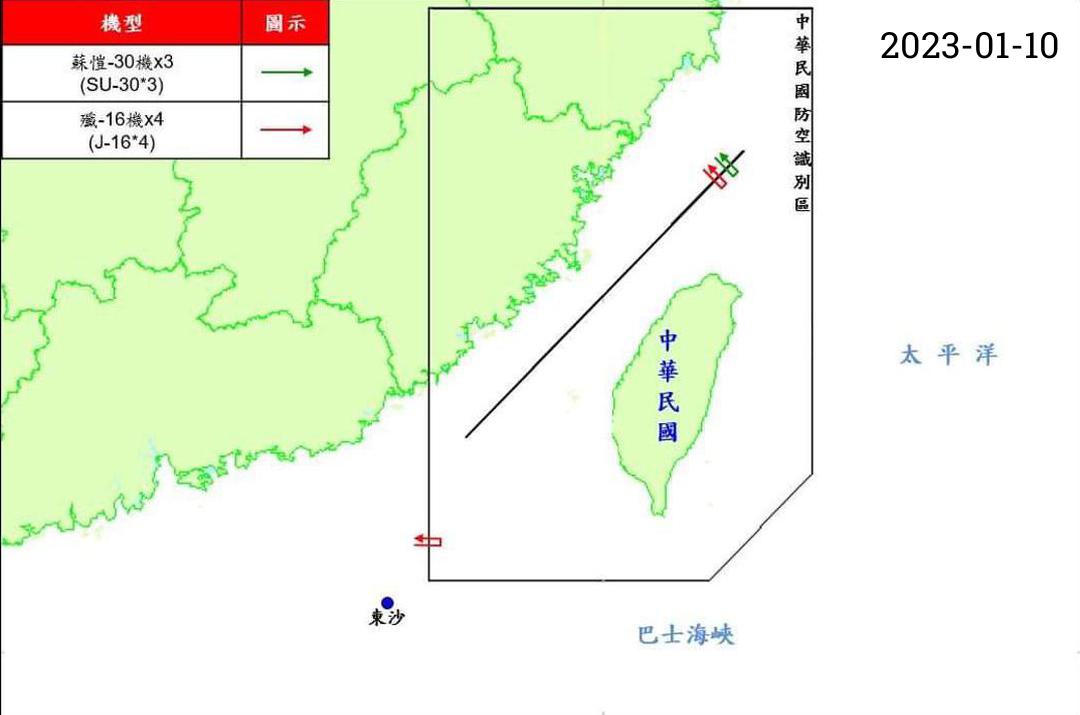 機型 圖示
蘇愷-30機x3
(SU-30*3)
殲-16機x4
(J-16*4)
2023-01-10
中華民國防空識別區
中華民國
太平洋
東沙
巴士海峽